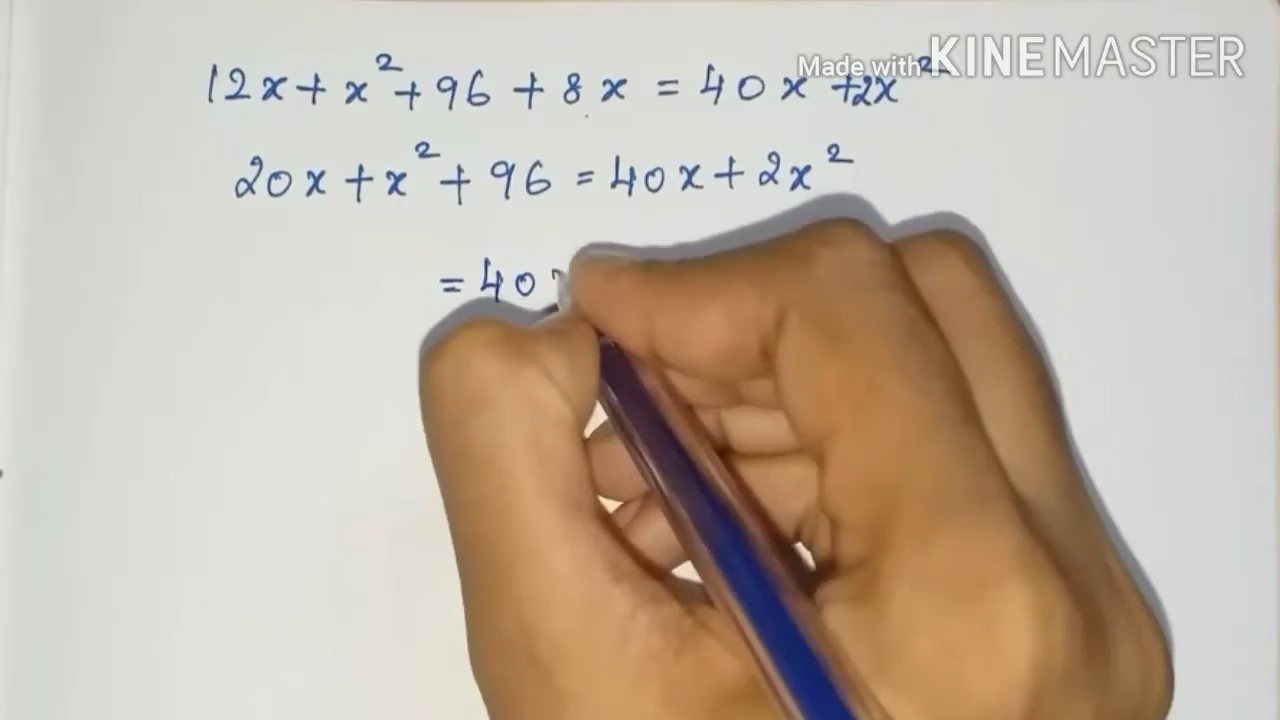 Made with KINEMASTER
12x + x² + 96 + 8x = 40x + 2x²
20x + x² + 96 = 40x + 2x²
= 40